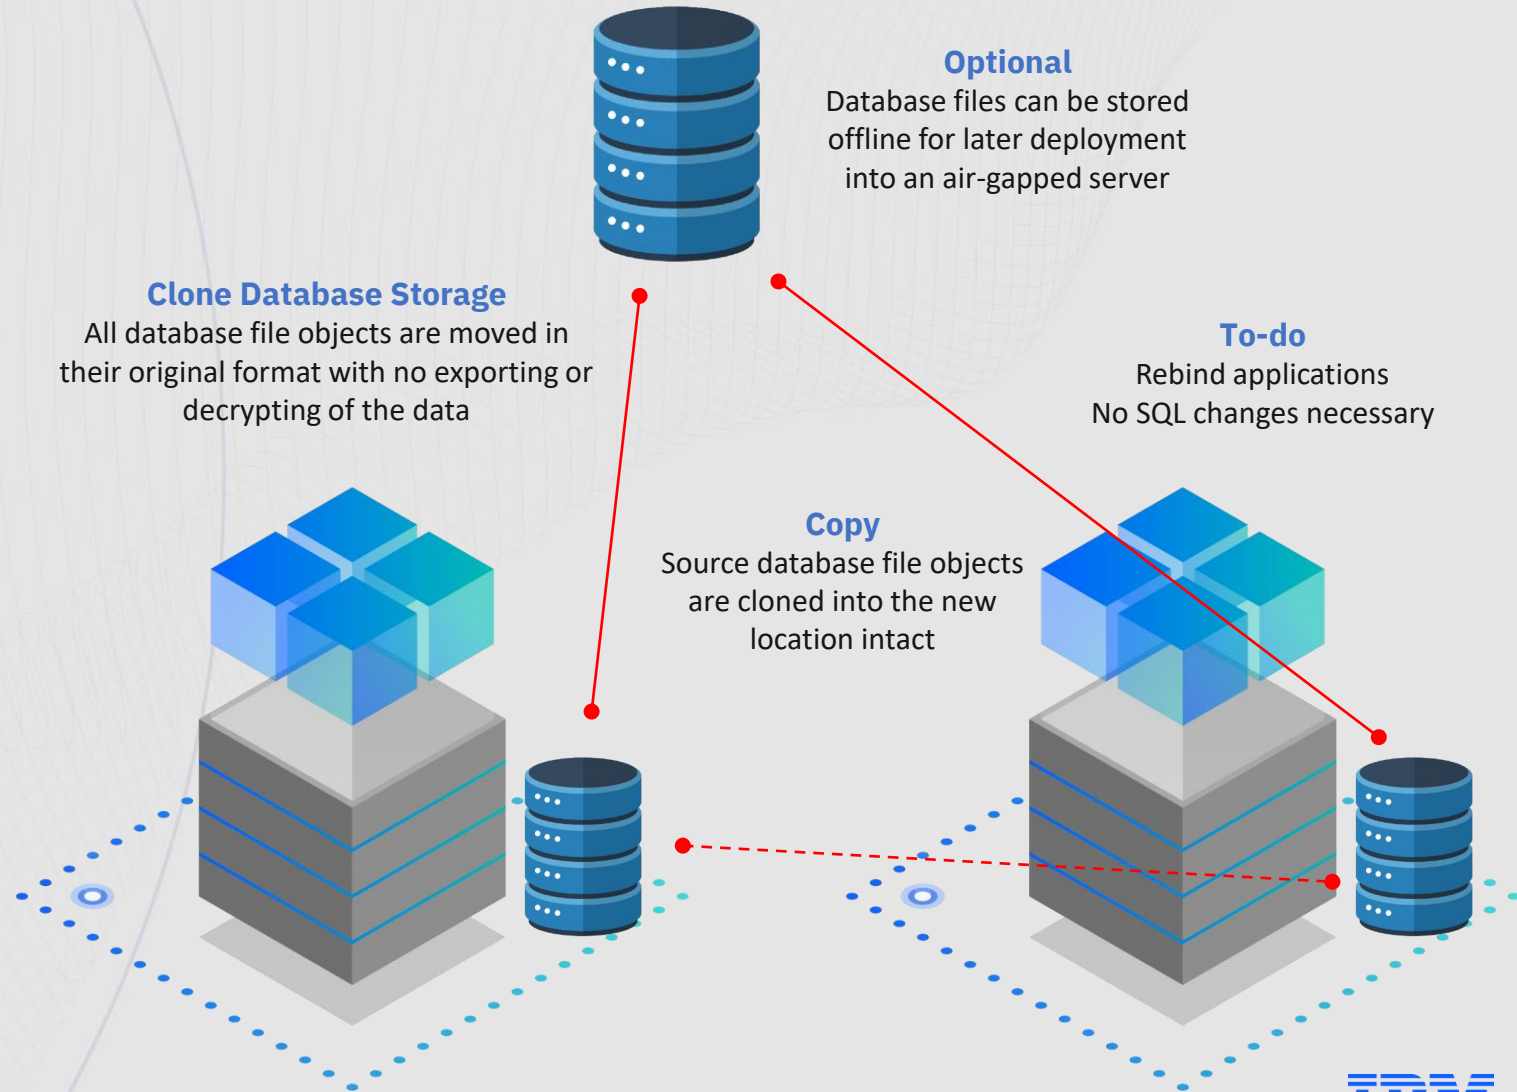 Optional
Database files can be stored
offline for later deployment
into an air-gapped server
Clone Database Storage
All database file objects are moved in
their original format with no exporting or
decrypting of the data
To-do
Rebind applications
No SQL changes necessary
Copy
Source database file objects
are cloned into the new
location intact